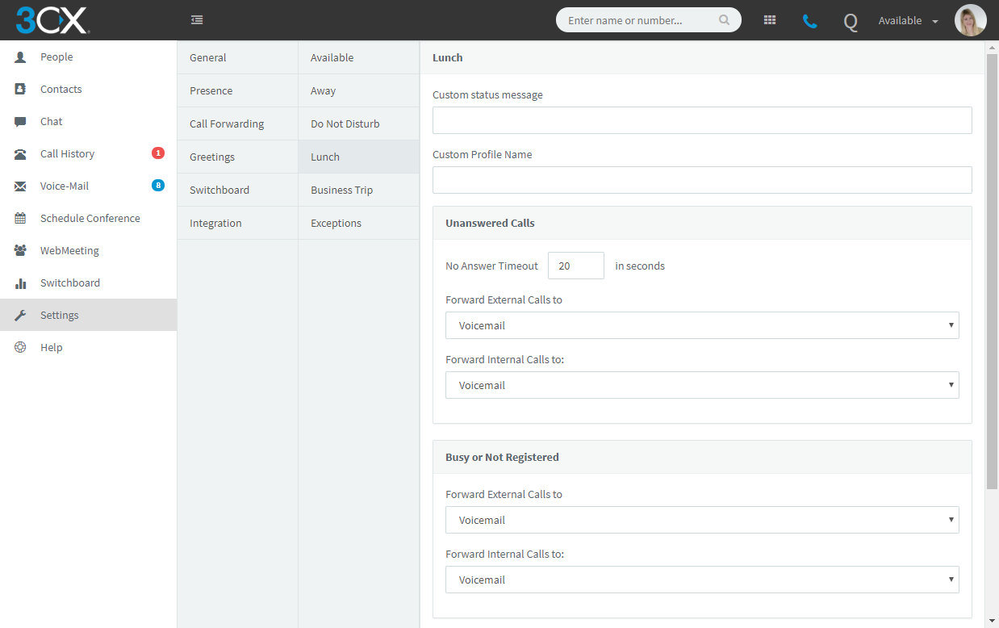 3CX
Enter name or number...
Q
Available
People
Contacts
Chat
Call History
1
Voice-Mail
8
Schedule Conference
WebMeeting
Switchboard
Settings
Help
General
Presence
Call Forwarding
Greetings
Switchboard
Integration
Available
Away
Do Not Disturb
Lunch
Business Trip
Exceptions
Lunch
Custom status message
Custom Profile Name
Unanswered Calls
No Answer Timeout 20 in seconds
Forward External Calls to
Voicemail
Forward Internal Calls to:
Voicemail
Busy or Not Registered
Forward External Calls to
Voicemail
Forward Internal Calls to:
Voicemail